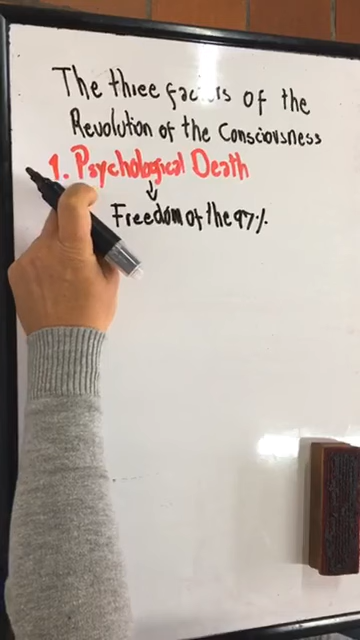 The three factors of the
Revolution of the Consciousness
1. Psychological Death
Freedom of the 97%